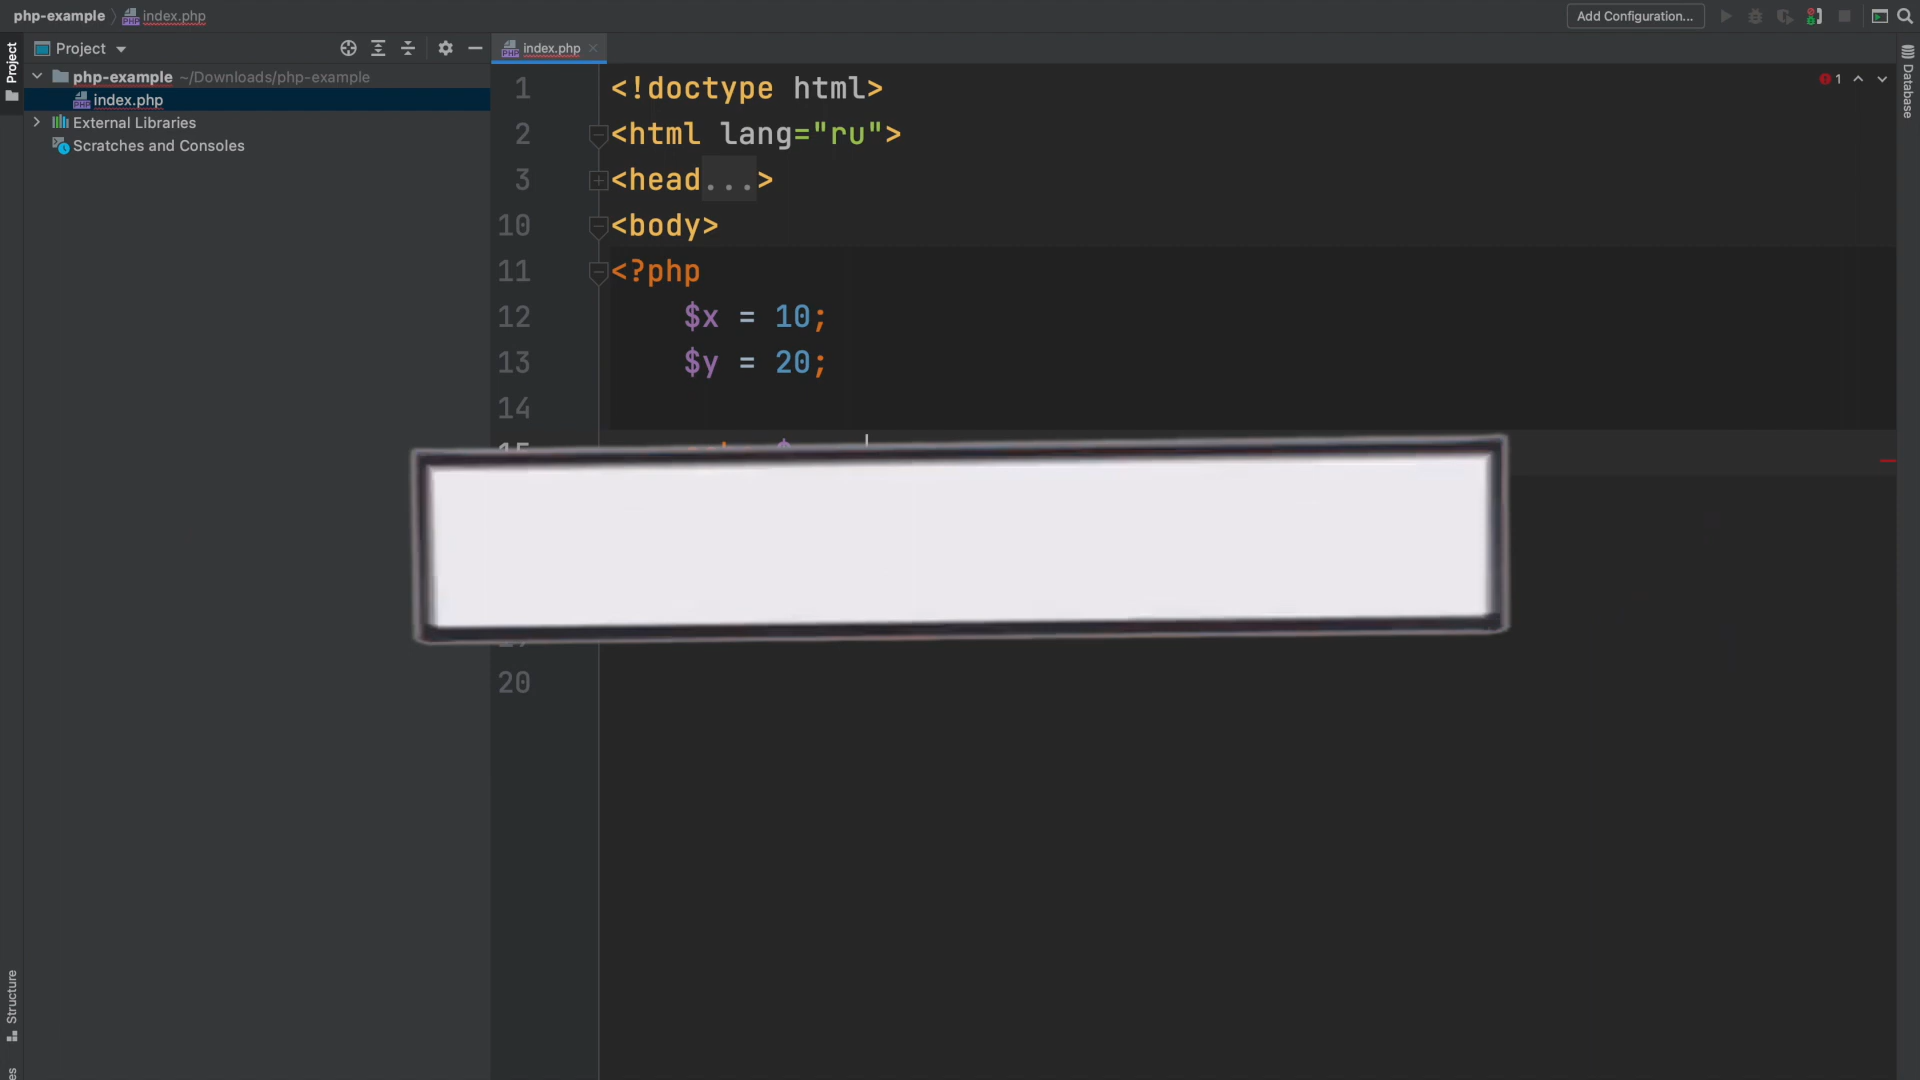 php-example index.php
Add Configuration...
Project
Project
index.php
php-example ~/Downloads/php-example
index.php
External Libraries
Scratches and Consoles
Database
1
1 <!doctype html>
2 <html lang="ru">
3 <head...>
10 <body>
11 <?php
12 $x = 10;
13 $y = 20;
14
20
Structure